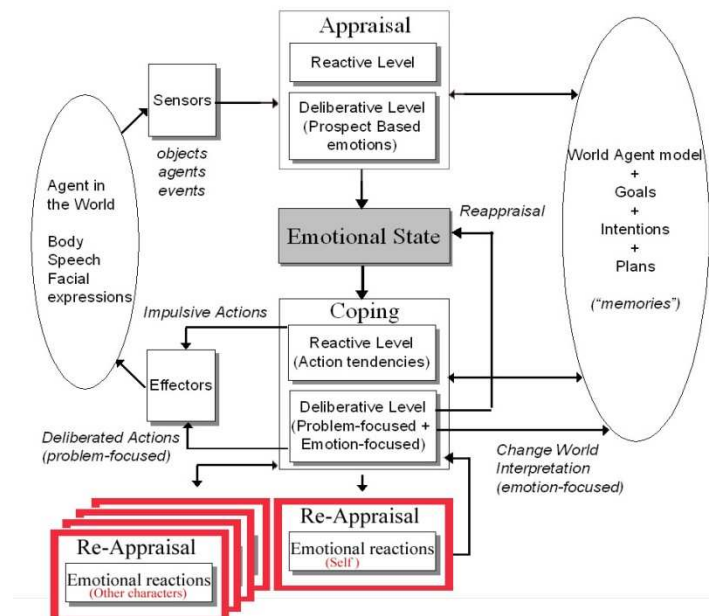 Appraisal
Reactive Level
Deliberative Level
(Prospect Based
emotions)
Sensors
objects
agents
events
Agent in
the World
Body
Speech
Facial
expressions
World Agent model
+
Goals
+
Intentions
+
Plans
("memories")
Reappraisal
Emotional State
Coping
Impulsive Actions
Reactive Level
(Action tendencies)
Effectors
Deliberative Level
(Problem-focused +
Emotion-focused)
Deliberated Actions
(problem-focused)
Change World
Interpretation
(emotion-focused)
Re-Appraisal
Emotional reactions
(Other characters)
Re-Appraisal
Emotional reactions
(Self )